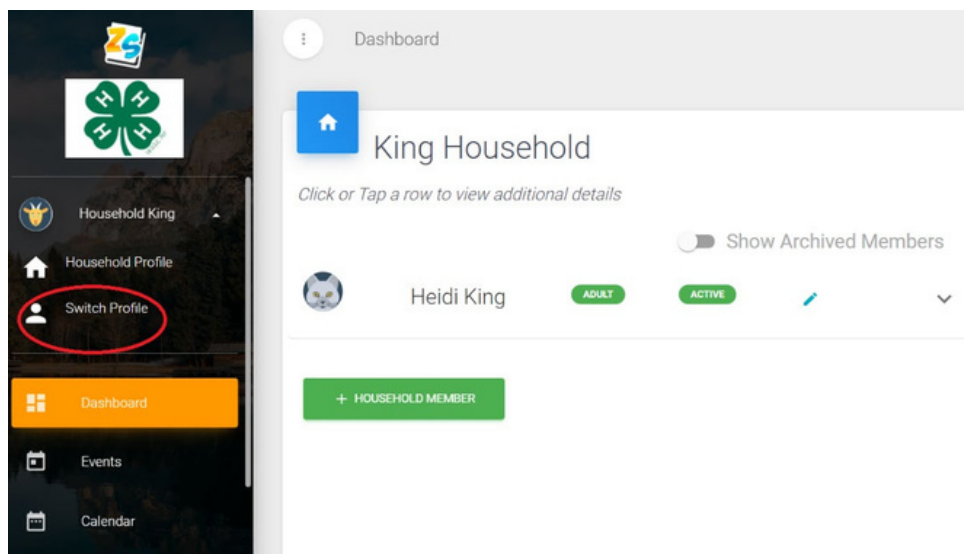 ZS
H H
H H
Household King
Household Profile
Switch Profile
Dashboard
Events
Calendar
Dashboard
King Household
Click or Tap a row to view additional details
Show Archived Members
Heidi King ADULT ACTIVE
+ HOUSEHOLD MEMBER